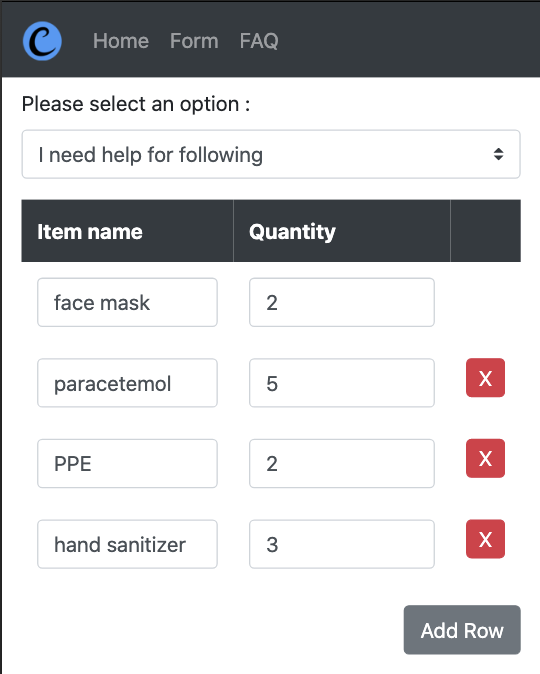 C Home Form FAQ
Please select an option :
I need help for following
Item name Quantity
face mask 2
paracetemol 5 X
PPE 2 X
hand sanitizer 3 X
Add Row